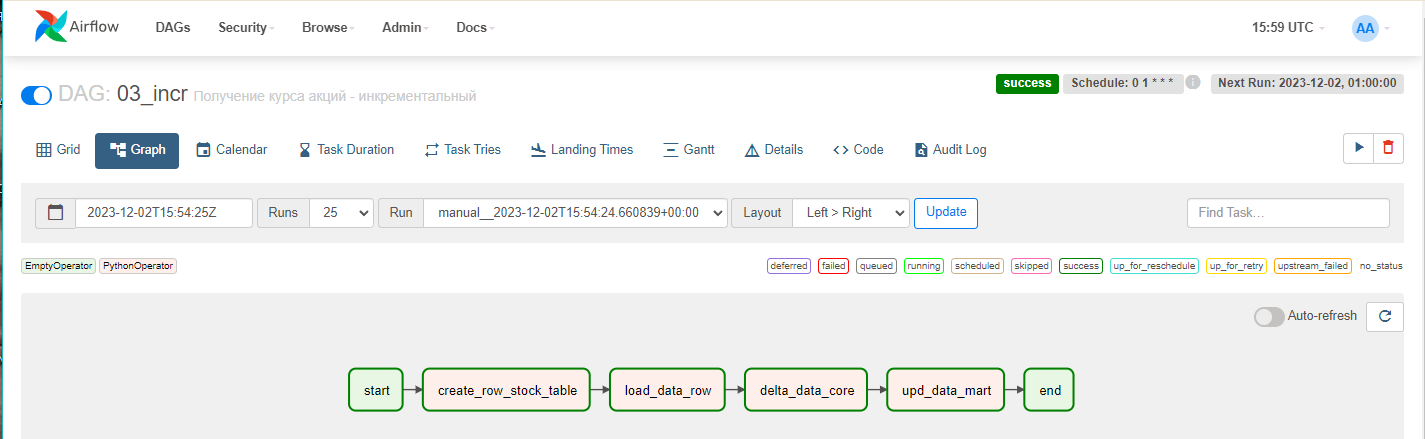 Airflow DAGs Security Browse Admin Docs 15:59 UTC AA
DAG: 03_incr Получение курса акций - инкрементальный success Schedule: 0 1 * * * i Next Run: 2023-12-02, 01:00:00
Grid Graph Calendar Task Duration Task Tries Landing Times Gantt Details Code Audit Log
2023-12-02T15:54:25Z Runs 25 Run manual__2023-12-02T15:54:24.660839+00:00 Layout Left > Right Update Find Task...
EmptyOperator PythonOperator deferred failed queued running scheduled skipped success up_for_reschedule up_for_retry upstream_failed no_status
Auto-refresh
start create_row_stock_table load_data_row delta_data_core upd_data_mart end